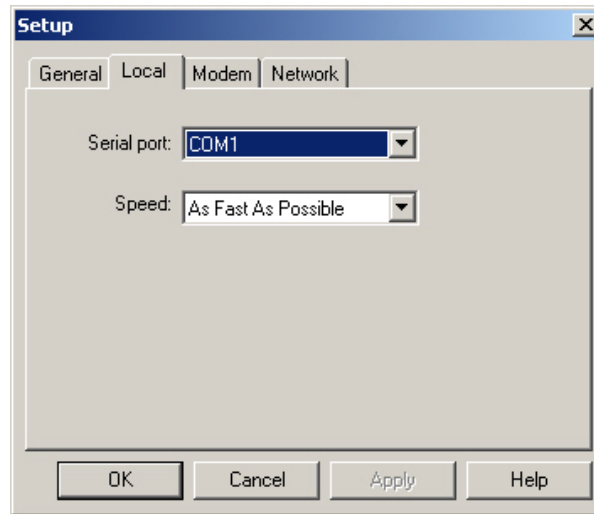 Setup
General Local Modem Network
Serial port: COM1
Speed: As Fast As Possible
OK Cancel Apply Help